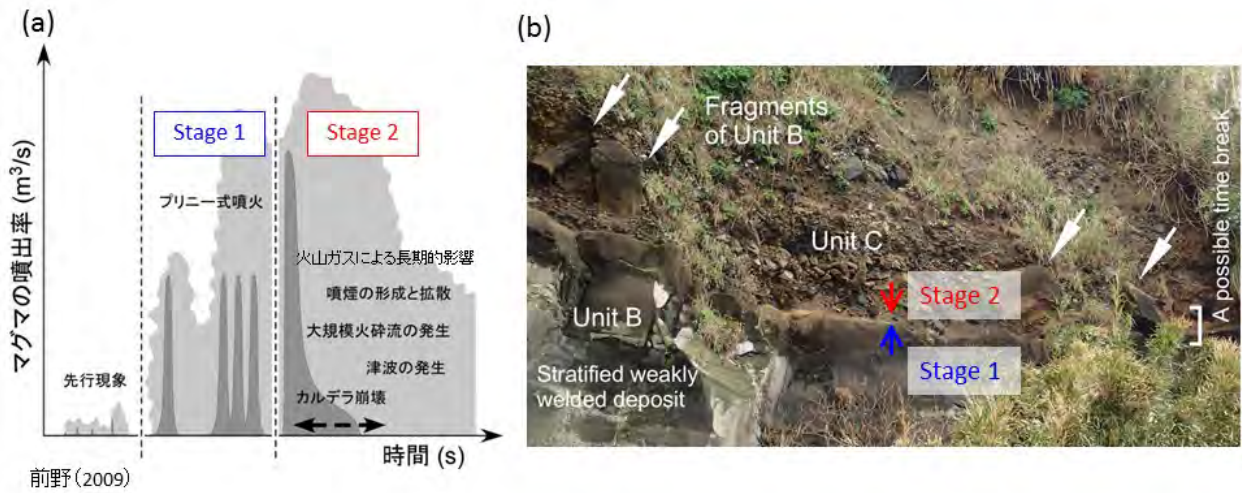 (a)
マグマの噴出率 (m³/s)
Stage 1
Stage 2
プリニー式噴火
火山ガスによる長期的影響
噴煙の形成と拡散
大規模火砕流の発生
津波の発生
カルデラ崩壊
先行現象
時間 (s)
前野(2009)
(b)
Fragments
of Unit B
Unit C
Unit B
Stage 2
Stage 1
Stratified weakly
welded deposit
A possible time break